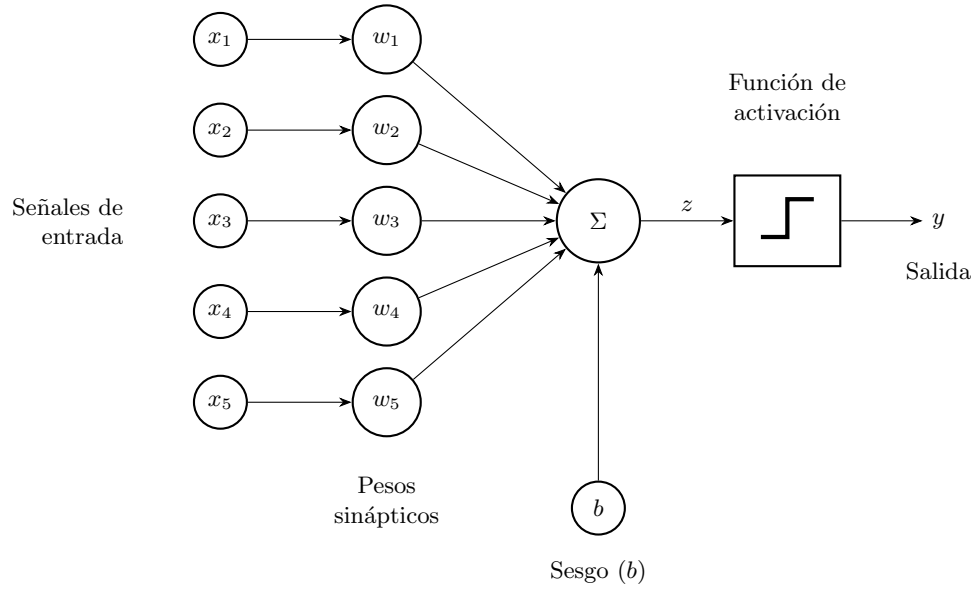 x₁
w₁
Función de
activación
x₂
w₂
Señales de
entrada
x₃
w₃
Σ
z
y
Salida
x₄
w₄
x₅
w₅
Pesos
sinápticos
b
Sesgo (b)